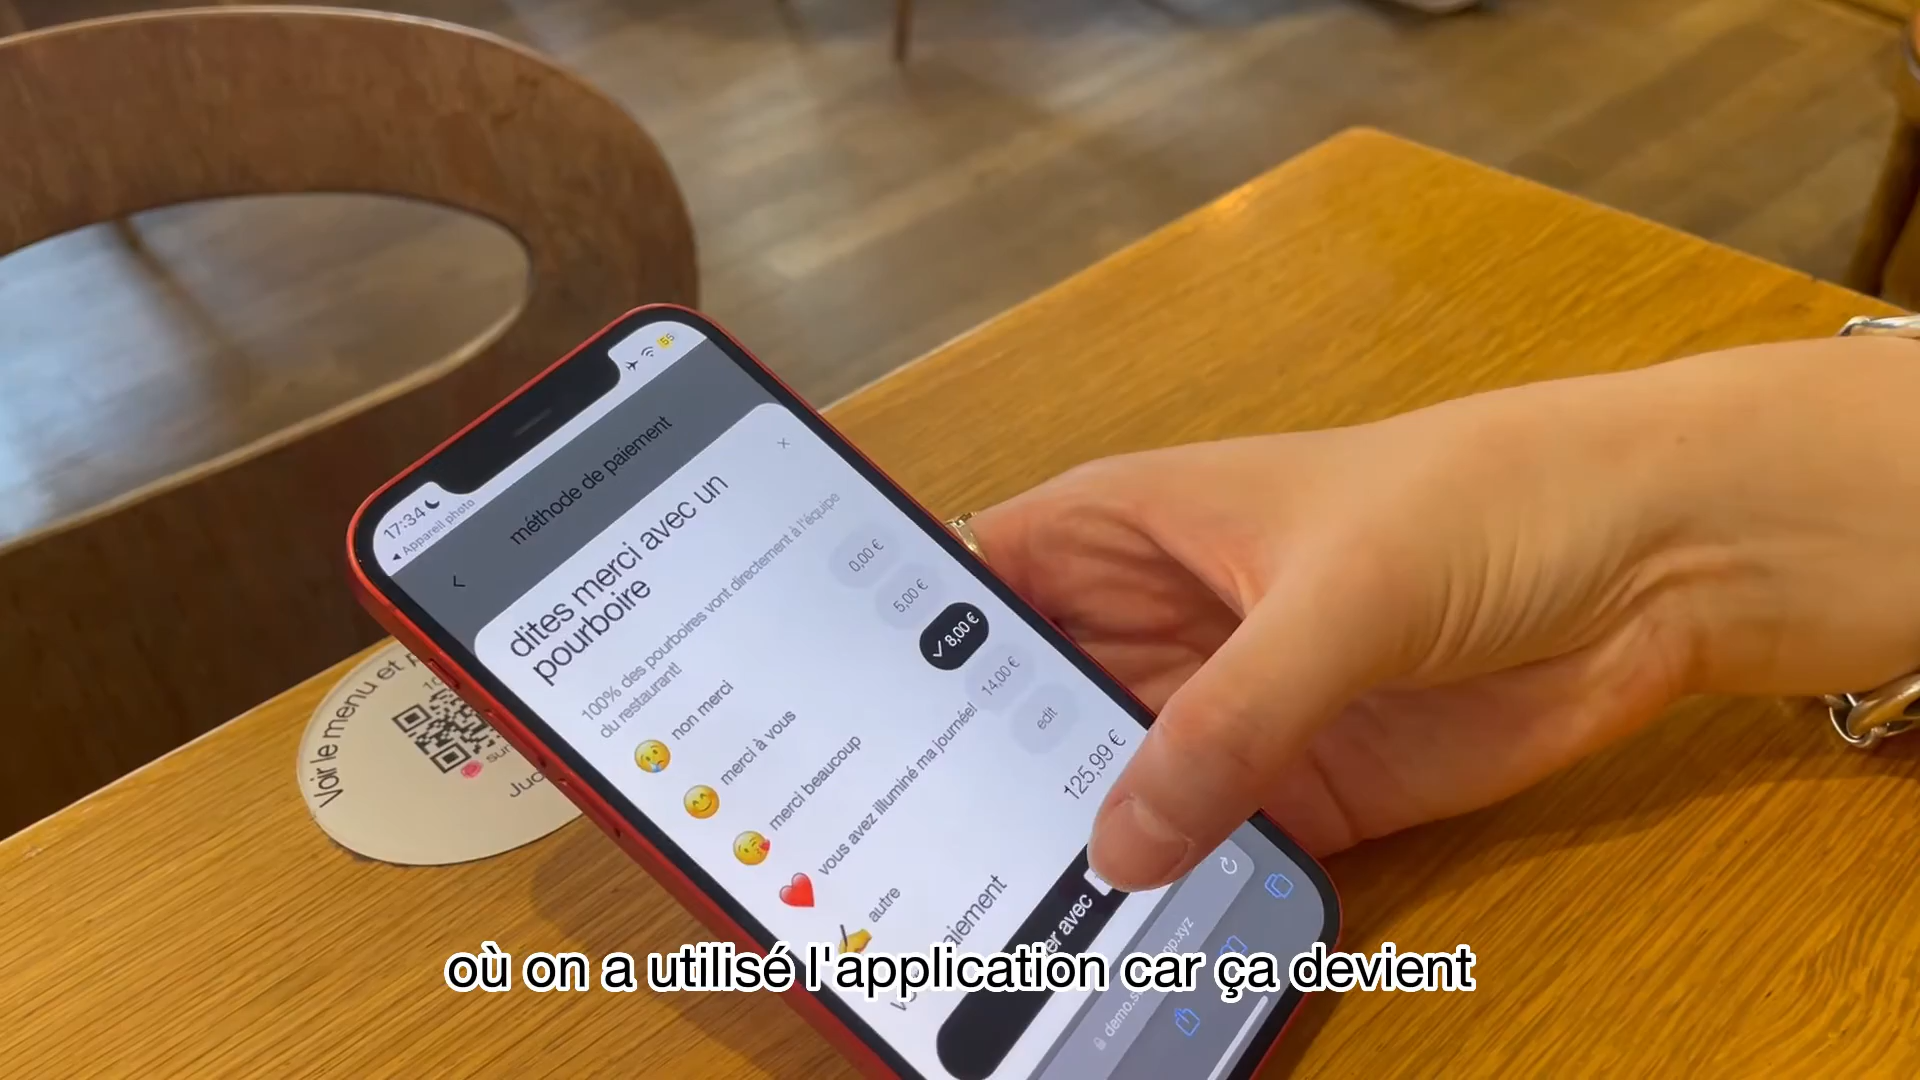 17:34
Appareil photo
55
méthode de paiement
dites merci avec un
pourboire
100% des pourboires vont directement à l'équipe
du restaurant!
non merci
0,00 €
merci à vous
5,00 €
merci beaucoup
8,00 €
vous avez illuminé ma journée!
14,00 €
autre
edit
125,99 €
Voir le menu et
où on a utilisé l'application car ça devient